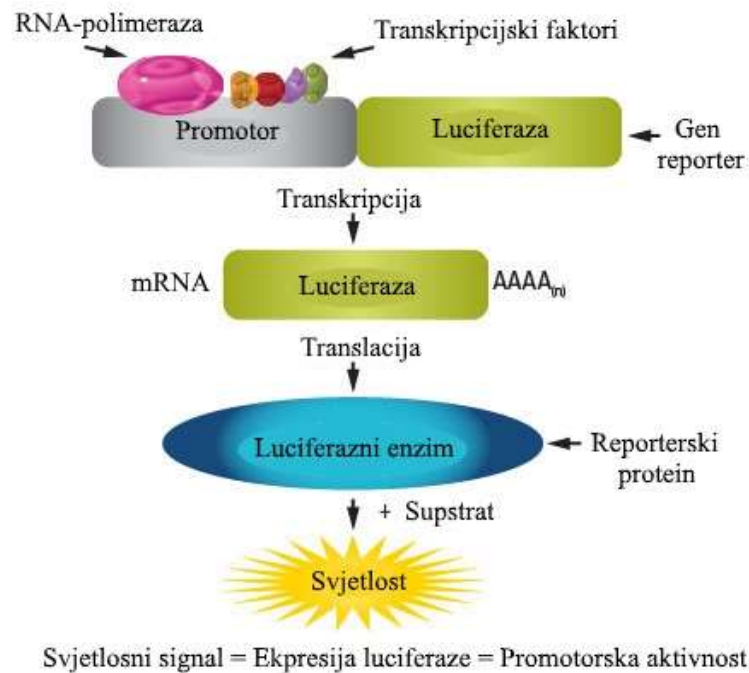 RNA-polimeraza
Transkripcijski faktori
Promotor
Luciferaza
Gen
reporter
Transkripcija
mRNA
Luciferaza
AAAA(n)
Translacija
Luciferazni enzim
Reporterski
protein
+ Supstrat
Svjetlost
Svjetlosni signal = Ekpresija luciferaze = Promotorska aktivnost